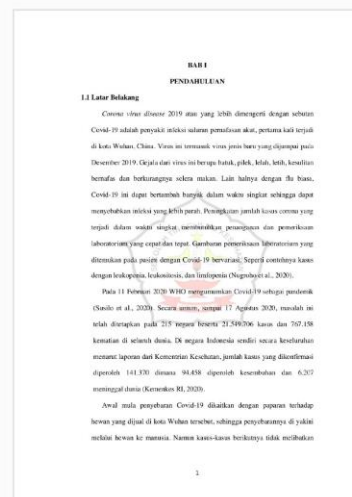 BAB I
PENDAHULUAN
1.1 Latar Belakang
Corona virus disease 2019 atau yang lebih dimengerti dengan sebutan
Covid-19 adalah penyakit infeksi saluran pernafasan akut, pertama kali terjadi
di kota Wuhan, China. Virus ini termasuk virus jenis baru yang dijumpai pada
Desember 2019. Gejala dari virus ini berupa batuk, pilek, lelah, letih, kesulitan
bernafas dan berkurangnya selera makan. Lain halnya dengan flu biasa,
Covid-19 ini dapat bertambah banyak dalam waktu singkat sehingga dapat
menyebabkan infeksi yang lebih parah. Peningkatan jumlah kasus corona yang
terjadi dalam waktu singkat membutuhkan penanganan dan pemeriksaan
laboratorium yang cepat dan tepat. Gambaran pemeriksaan laboratorium yang
ditemukan pada pasien dengan Covid-19 bervariasi. Seperti contohnya kasus
dengan leukopenia, leukositosis, dan limfopenia (Nugroho et al., 2020).
Pada 11 Februari 2020 WHO mengumumkan Covid-19 sebagai pandemik
(Susilo et al., 2020). Secara umum, sampai 17 Agustus 2020, masalah ini
telah ditetapkan pada 215 negara beserta 21.549.706 kasus dan 767.158
kematian di seluruh dunia. Di negara Indonesia sendiri secara keseluruhan
menurut laporan dari Kementrian Kesehatan, jumlah kasus yang dikonfirmasi
diperoleh 141.370 dimana 94.458 diperoleh kesembuhan dan 6.207
meninggal dunia (Kemenkes RI, 2020).
Awal mula penyebaran Covid-19 dikaitkan dengan paparan terhadap
hewan yang dijual di kota Wuhan tersebut, sehingga penyebarannya di yakini
melalui hewan ke manusia. Namun kasus-kasus berikutnya tidak melibatkan
1